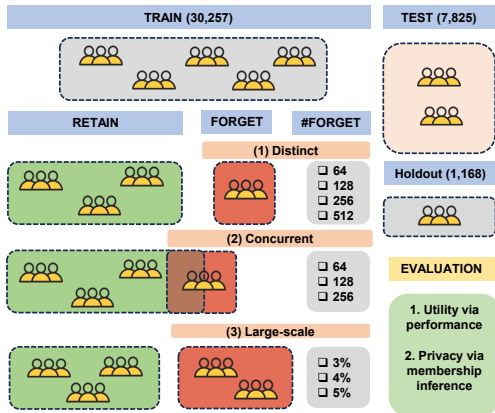 TRAIN (30,257)
TEST (7,825)
RETAIN
FORGET
#FORGET
(1) Distinct
❑ 64
❑ 128
❑ 256
❑ 512
Holdout (1,168)
(2) Concurrent
❑ 64
❑ 128
❑ 256
EVALUATION
1. Utility via
performance
2. Privacy via
membership
inference
(3) Large-scale
❑ 3%
❑ 4%
❑ 5%